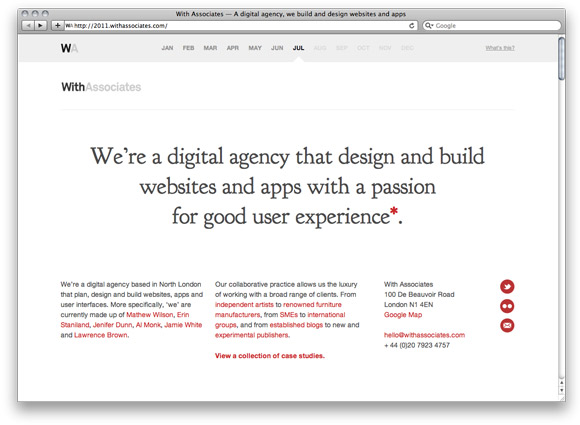 With Associates — A digital agency, we build and design websites and apps
WA http://2011.withassociates.com/
Google
WA
JAN FEB MAR APR MAY JUN JUL AUG SEP OCT NOV DEC
What's this?
WithAssociates
We're a digital agency that design and build
websites and apps with a passion
for good user experience*.
We're a digital agency based in North London
that plan, design and build websites, apps and
user interfaces. More specifically, 'we' are
currently made up of Mathew Wilson, Erin
Staniland, Jenifer Dunn, Al Monk, Jamie White
and Lawrence Brown.
Our collaborative practice allows us the luxury
of working with a broad range of clients. From
independent artists to renowned furniture
manufacturers, from SMEs to international
groups, and from established blogs to new and
experimental publishers.
View a collection of case studies.
With Associates
100 De Beauvoir Road
London N1 4EN
Google Map
hello@withassociates.com
+ 44 (0)20 7923 4757